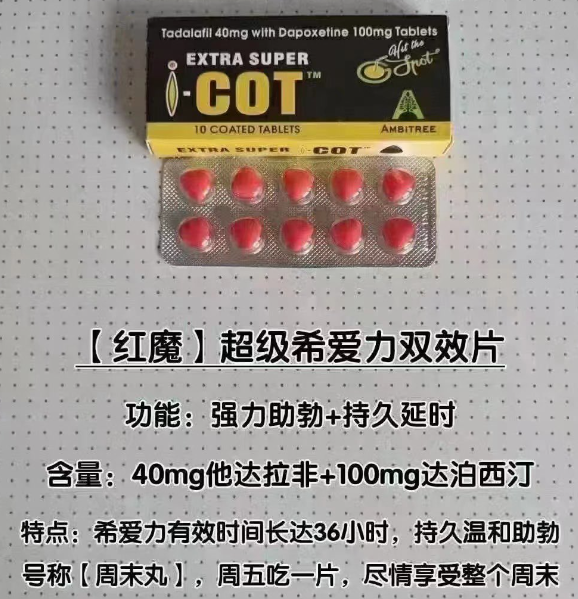 Tadalafil 40mg with Dapoxetine 100mg Tablets
EXTRA SUPER
i-COT™
Hit the
Spot
10 COATED TABLETS
AMBITREE
EXTRA SUPER i-COT
【红魔】超级希爱力双效片
功能：强力助勃+持久延时
含量：40mg他达拉非+100mg达泊西汀
特点：希爱力有效时间长达36小时，持久温和助勃
号称【周末丸】，周五吃一片，尽情享受整个周末